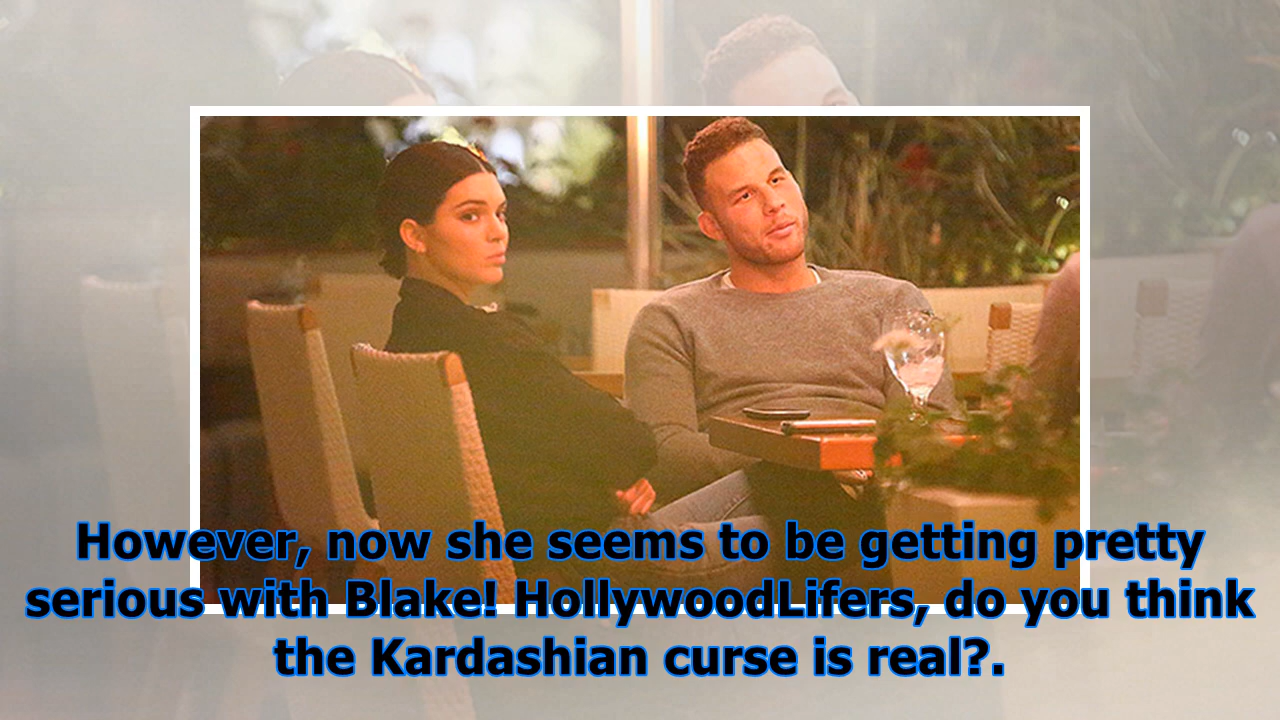 However, now she seems to be getting pretty
serious with Blake! HollywoodLifers, do you think
the Kardashian curse is real?.